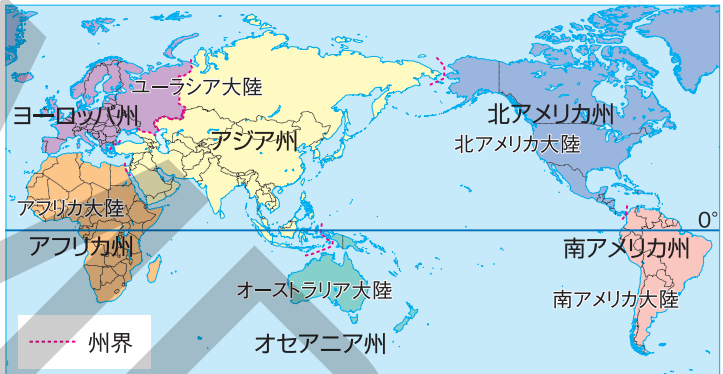 ユーラシア大陸
ヨーロッパ州
北アメリカ州
アジア州
北アメリカ大陸
アフリカ大陸
0°
アフリカ州
南アメリカ州
オーストラリア大陸
南アメリカ大陸
州界
オセアニア州